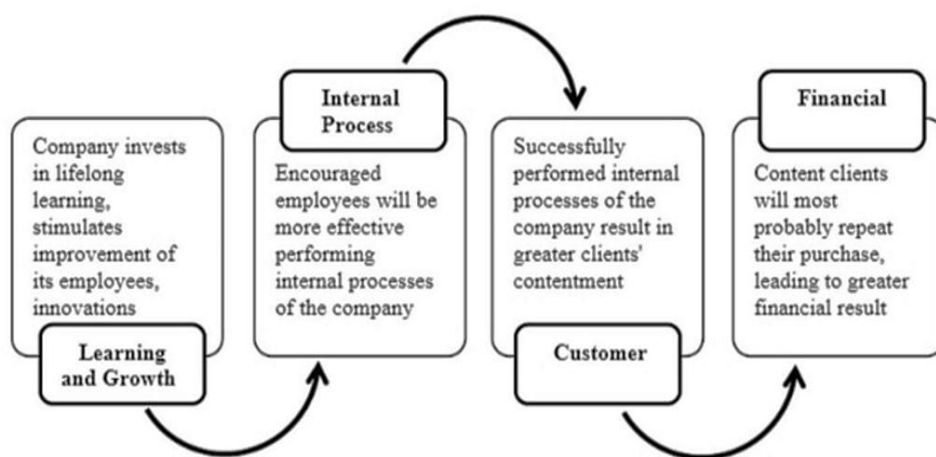 Company invests
in lifelong
learning,
stimulates
improvement of
its employees,
innovations
Learning
and Growth
Internal
Process
Encouraged
employees will be
more effective
performing
internal processes
of the company
Successfully
performed internal
processes of the
company result in
greater clients'
contentment
Customer
Financial
Content clients
will most
probably repeat
their purchase,
leading to greater
financial result